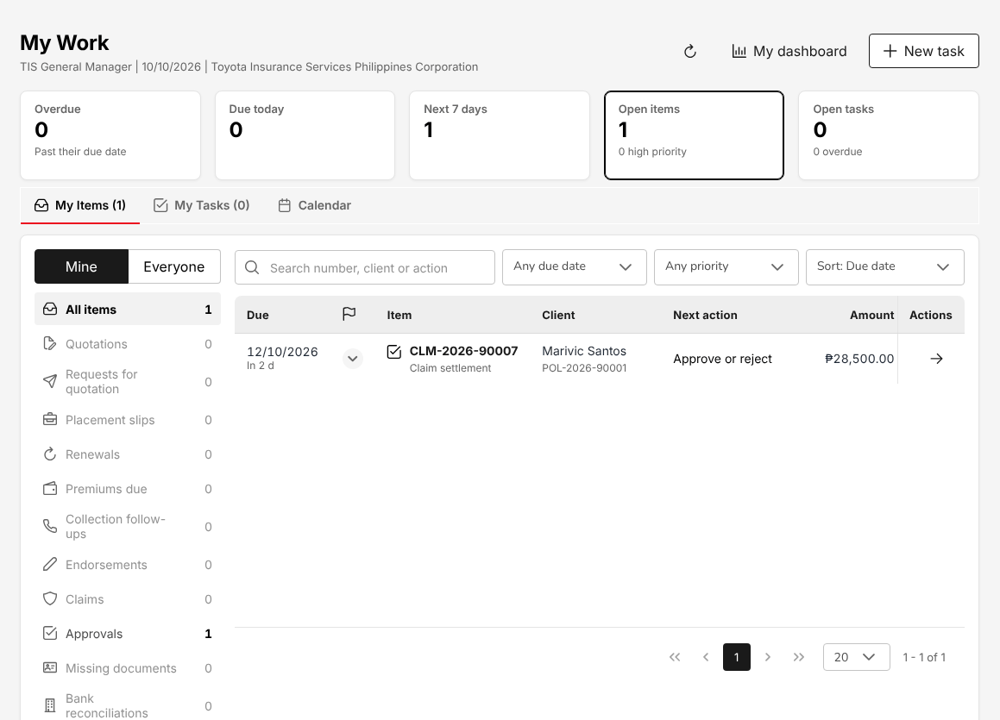 My Work
TIS General Manager | 10/10/2026 | Toyota Insurance Services Philippines Corporation
My dashboard
New task
Overdue
0
Past their due date
Due today
0
Next 7 days
1
Open items
1
0 high priority
Open tasks
0
0 overdue
My Items (1)
My Tasks (0)
Calendar
Mine
Everyone
Search number, client or action
Any due date
Any priority
Sort: Due date
All items 1
Quotations 0
Requests for
quotation 0
Placement slips 0
Renewals 0
Premiums due 0
Collection follow-
ups 0
Endorsements 0
Claims 0
Approvals 1
Missing documents 0
Bank
reconciliations 0
Due Item Client Next action Amount Actions
12/10/2026 CLM-2026-90007 Marivic Santos Approve or reject ₱28,500.00
In 2 d Claim settlement POL-2026-90001
1 20 1 - 1 of 1